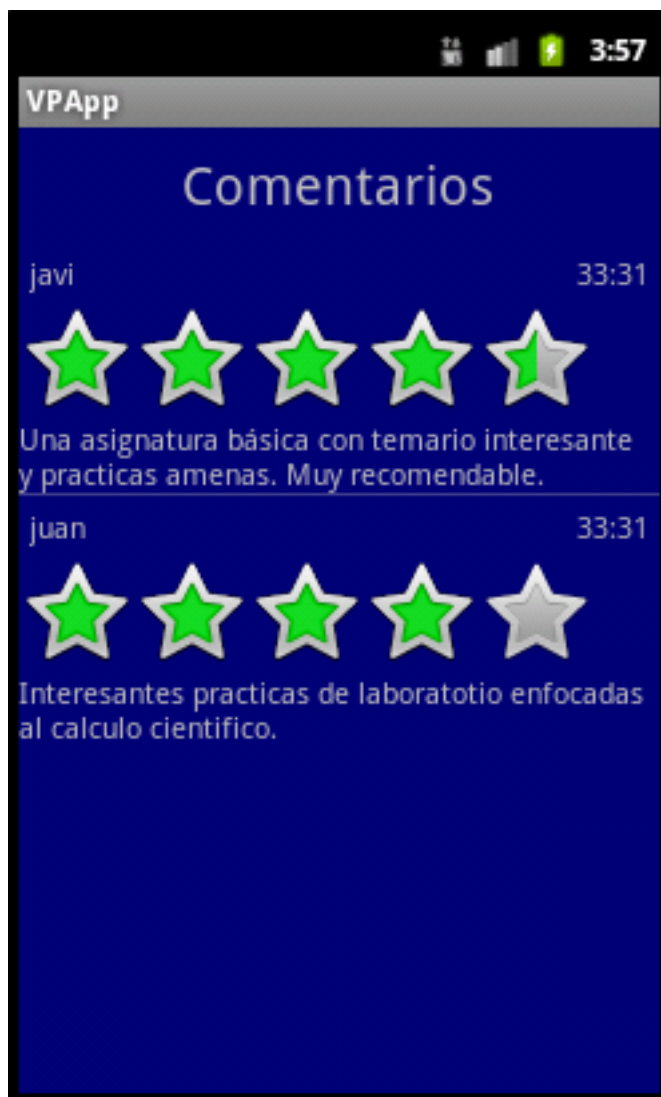 3:57
VPApp
Comentarios
javi 33:31
Una asignatura básica con temario interesante
y practicas amenas. Muy recomendable.
juan 33:31
Interesantes practicas de laboratotio enfocadas
al calculo cientifico.